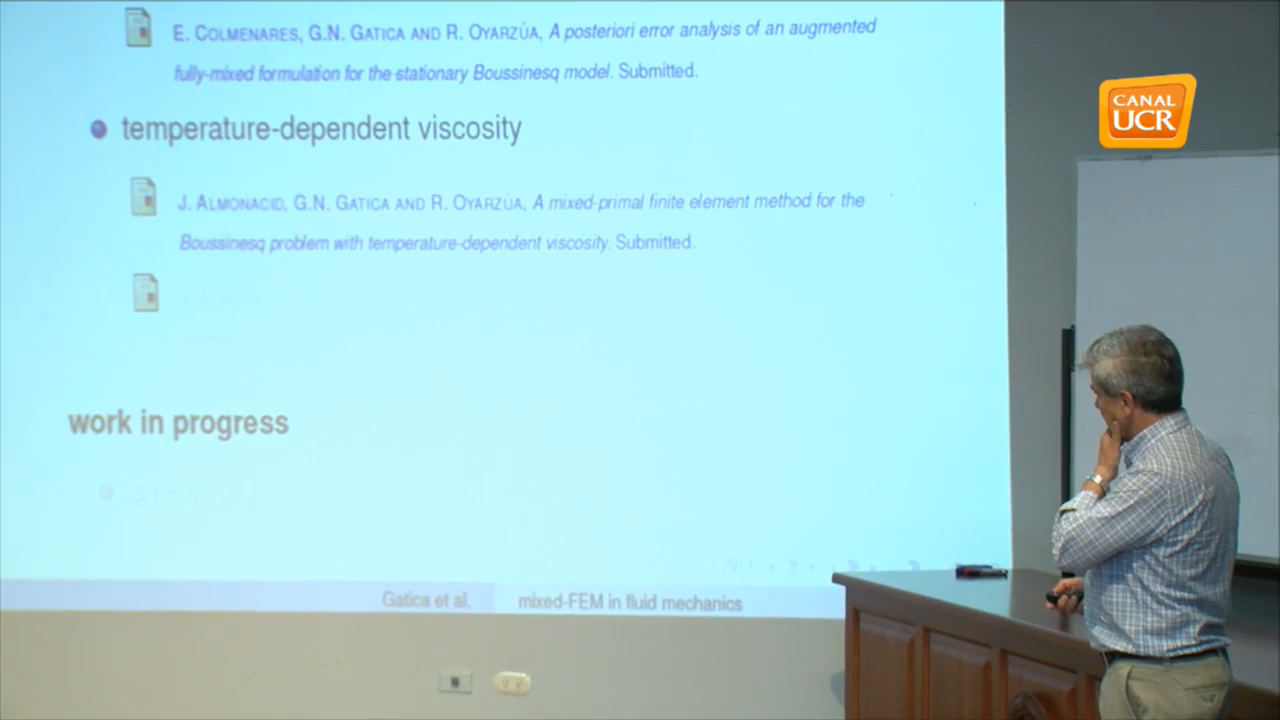 E. COLMENARES, G.N. GATICA AND R. OYARZÚA, A posteriori error analysis of an augmented
fully-mixed formulation for the stationary Boussinesq model. Submitted.
CANAL
UCR
temperature-dependent viscosity
J. ALMONACID, G.N. GATICA AND R. OYARZÙA, A mixed-primal finite element method for the
Boussinesq problem with temperature-dependent viscosity. Submitted.
work in progress
Gatica et al.
mixed-FEM in fluid mechanics